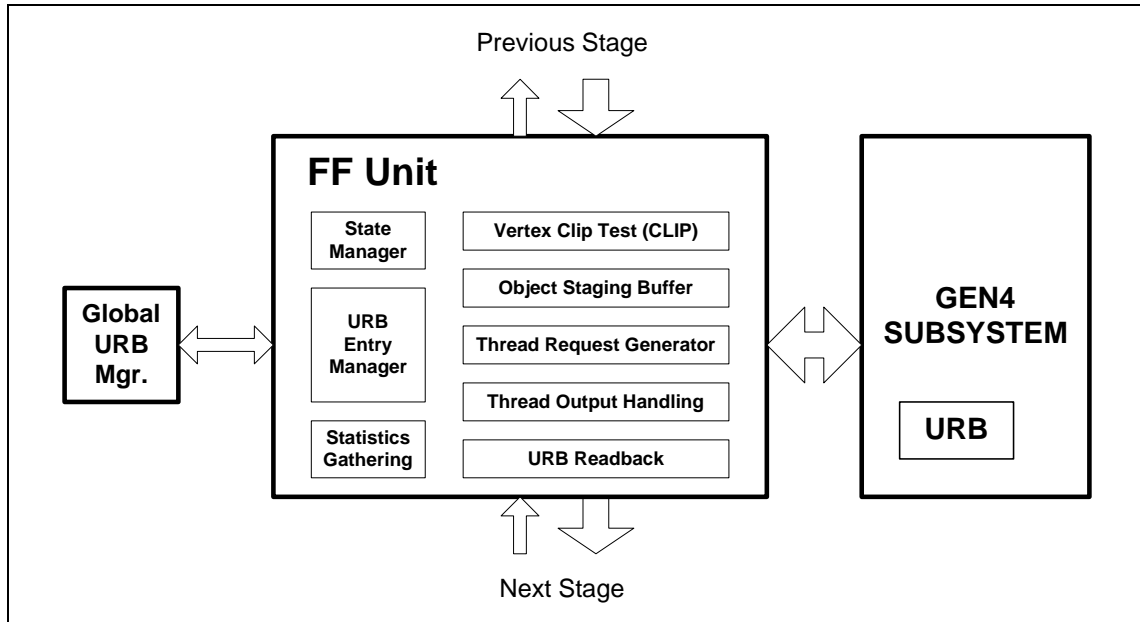 Previous Stage
FF Unit
State
Manager
URB
Entry
Manager
Statistics
Gathering
Vertex Clip Test (CLIP)
Object Staging Buffer
Thread Request Generator
Thread Output Handling
URB Readback
Global
URB
Mgr.
GEN4
SUBSYSTEM
URB
Next Stage